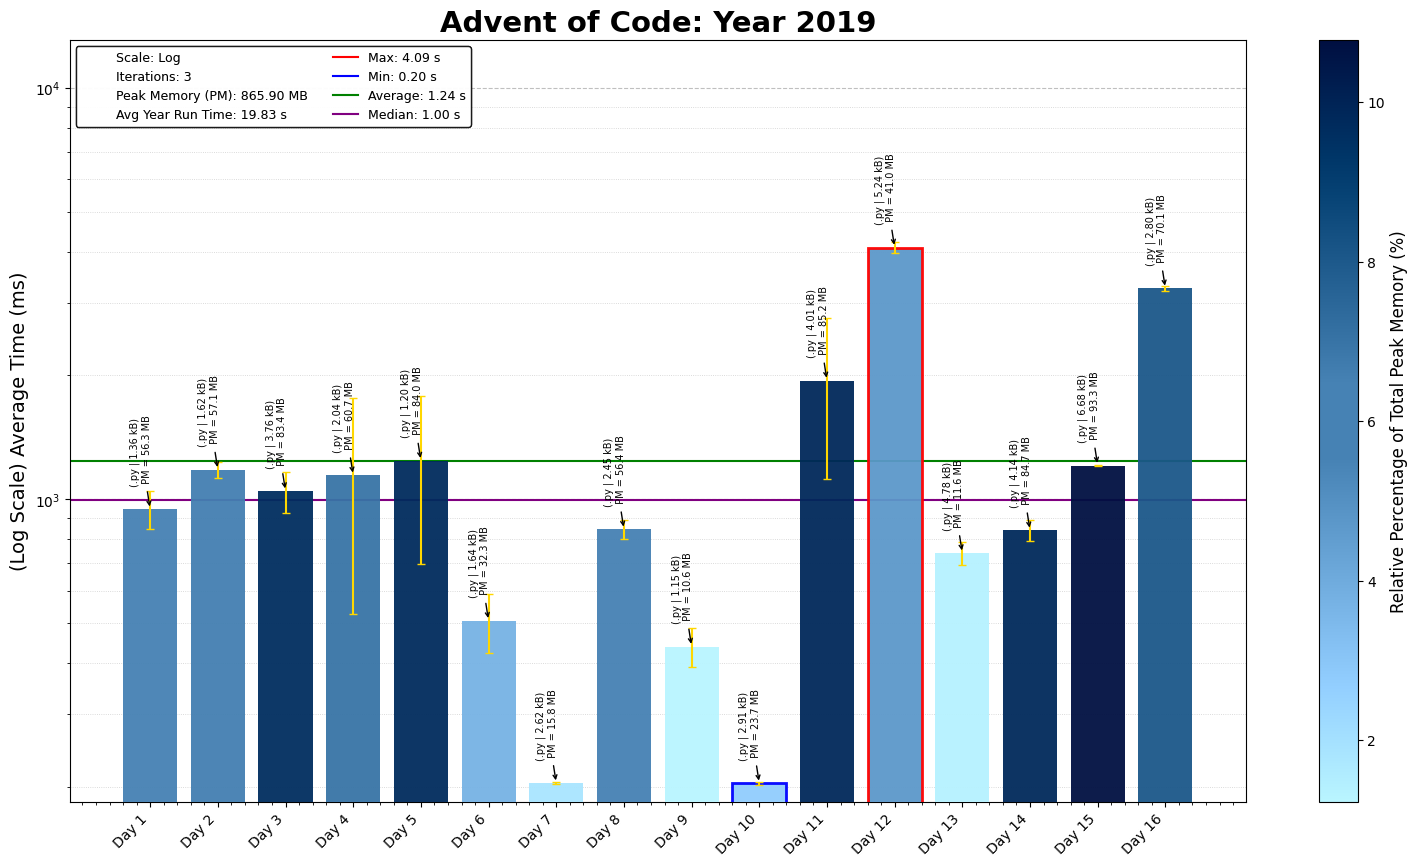 Advent of Code: Year 2019
Scale: Log
Iterations: 3
Peak Memory (PM): 865.90 MB
Avg Year Run Time: 19.83 s
Max: 4.09 s
Min: 0.20 s
Average: 1.24 s
Median: 1.00 s
(Log Scale) Average Time (ms)
10⁴
10³
(.py | 1.36 kB)
PM = 56.3 MB
(.py | 1.62 kB)
PM = 57.1 MB
(.py | 3.76 kB)
PM = 83.4 MB
(.py | 2.04 kB)
PM = 60.7 MB
(.py | 1.20 kB)
PM = 84.0 MB
(.py | 1.64 kB)
PM = 32.3 MB
(.py | 2.62 kB)
PM = 15.8 MB
(.py | 2.45 kB)
PM = 56.4 MB
(.py | 1.15 kB)
PM = 10.6 MB
(.py | 2.91 kB)
PM = 23.7 MB
(.py | 4.01 kB)
PM = 85.2 MB
(.py | 5.24 kB)
PM = 41.0 MB
(.py | 4.78 kB)
PM = 11.6 MB
(.py | 4.14 kB)
PM = 84.7 MB
(.py | 6.68 kB)
PM = 93.3 MB
(.py | 2.80 kB)
PM = 70.1 MB
Day 1
Day 2
Day 3
Day 4
Day 5
Day 6
Day 7
Day 8
Day 9
Day 10
Day 11
Day 12
Day 13
Day 14
Day 15
Day 16
10
8
6
4
2
Relative Percentage of Total Peak Memory (%)